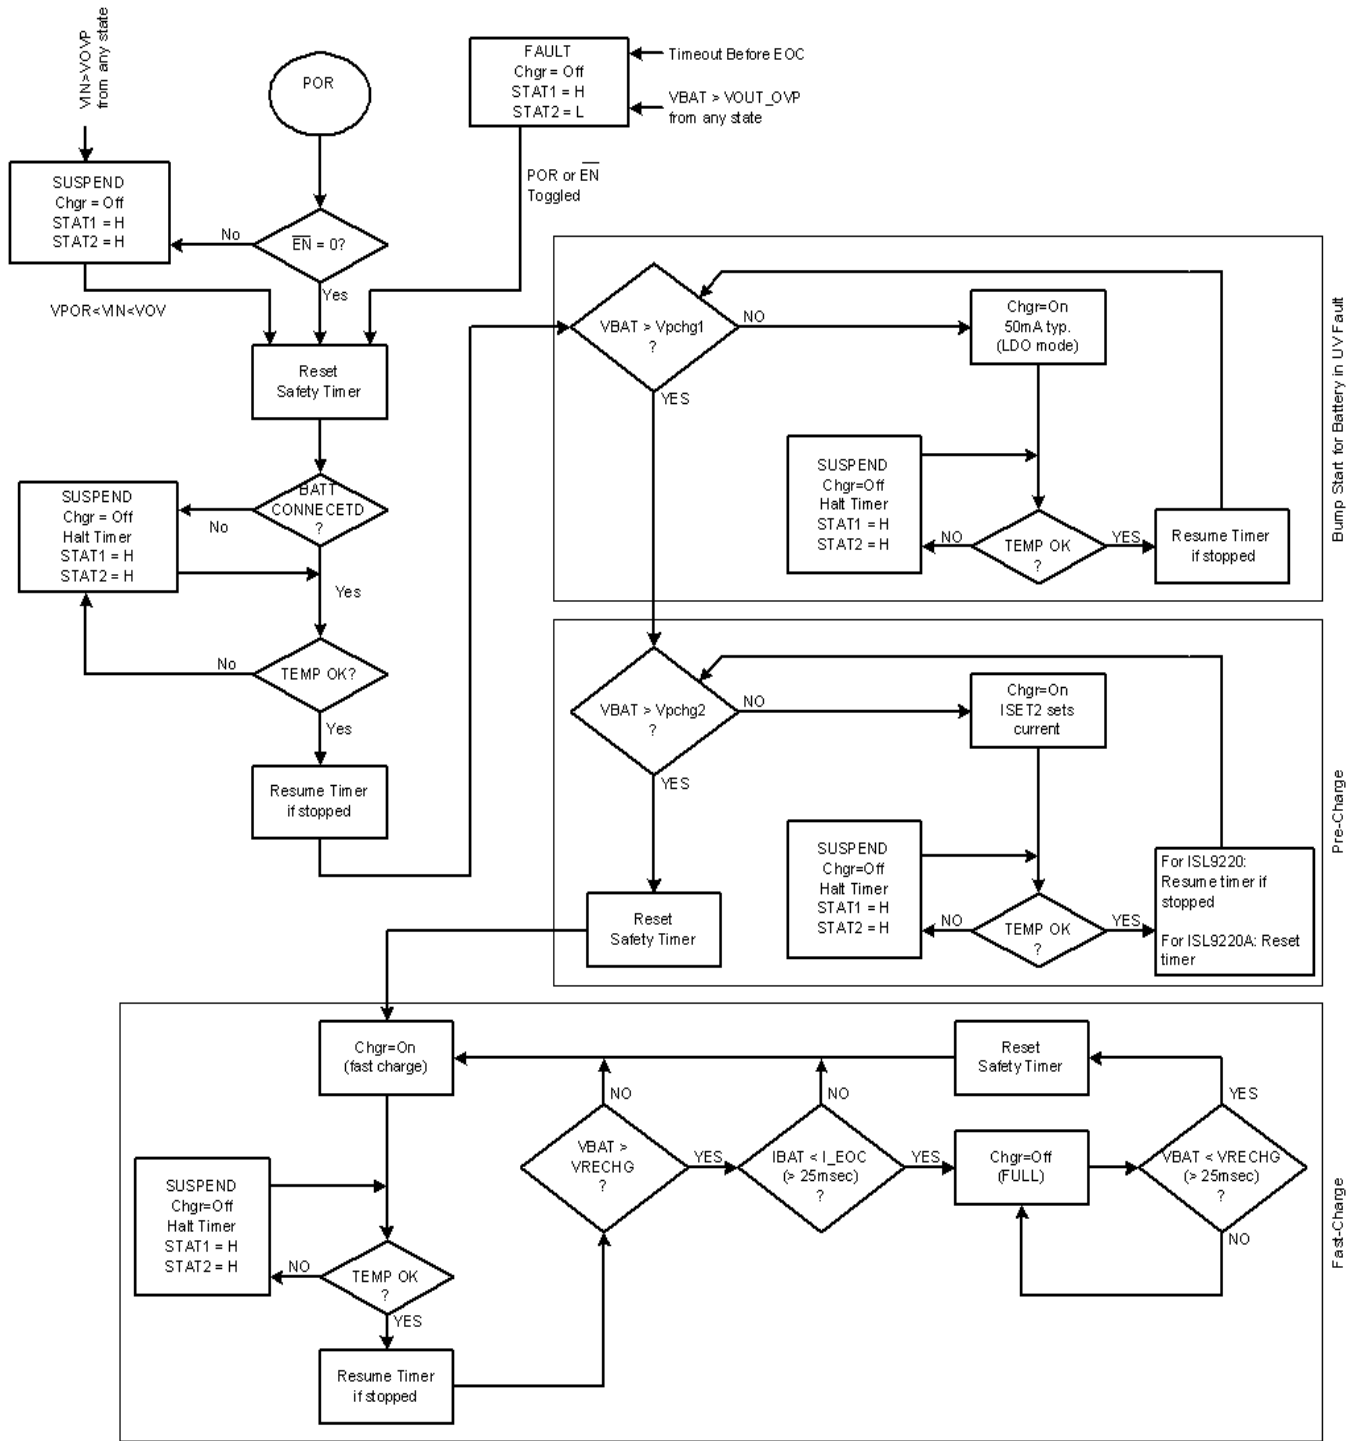 VIN>VOVP
from any state
POR
FAULT
Chgr = Off
STAT1 = H
STAT2 = L
Timeout Before EOC
VBAT > VOUT_OVP
from any state
SUSPEND
Chgr = Off
STAT1 = H
STAT2 = H
No
EN = 0?
POR or EN
Toggled
Yes
VPOR<VIN<VOV
Reset
Safety Timer
BATT
CONNECETD
?
No
SUSPEND
Chgr = Off
Halt Timer
STAT1 = H
STAT2 = H
Yes
No
TEMP OK?
Yes
Resume Timer
if stopped
VBAT > Vpchg1
?
NO
Chgr=On
50mA typ.
(LDO mode)
YES
SUSPEND
Chgr=Off
Halt Timer
STAT1 = H
STAT2 = H
NO
TEMP OK
?
YES
Resume Timer
if stopped
Bump Start for Battery in UV Fault
VBAT > Vpchg2
?
NO
Chgr=On
ISET2 sets
current
YES
SUSPEND
Chgr=Off
Halt Timer
STAT1 = H
STAT2 = H
NO
TEMP OK
?
YES
For ISL9220:
Resume timer if
stopped
For ISL9220A: Reset
timer
Reset
Safety Timer
Pre-Charge
Chgr=On
(fast charge)
Reset
Safety Timer
NO
NO
YES
VBAT >
VRECHG
?
YES
IBAT < I_EOC
(> 25msec)
?
YES
Chgr=Off
(FULL)
VBAT < VRECHG
(> 25msec)
?
NO
SUSPEND
Chgr=Off
Halt Timer
STAT1 = H
STAT2 = H
NO
TEMP OK
?
YES
Resume Timer
if stopped
Fast-Charge